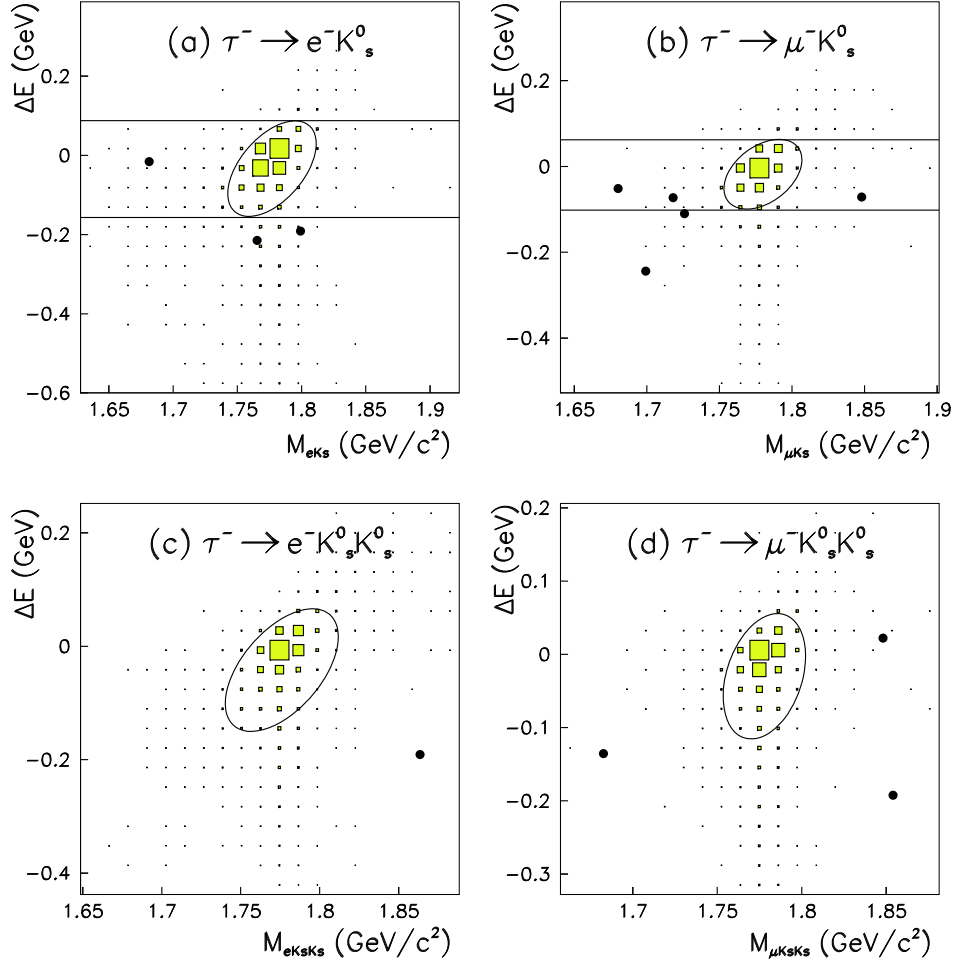 (a) τ⁻ → e⁻K⁰ₛ
ΔE (GeV)
0.2
0
−0.2
−0.4
−0.6
1.65 1.7 1.75 1.8 1.85 1.9
M_eKs (GeV/c²)
(b) τ⁻ → μ⁻K⁰ₛ
ΔE (GeV)
0.2
0
−0.2
−0.4
1.65 1.7 1.75 1.8 1.85 1.9
M_μKs (GeV/c²)
(c) τ⁻ → e⁻K⁰ₛK⁰ₛ
ΔE (GeV)
0.2
0
−0.2
−0.4
1.65 1.7 1.75 1.8 1.85
M_eKsKs (GeV/c²)
(d) τ⁻ → μ⁻K⁰ₛK⁰ₛ
ΔE (GeV)
0.2
0.1
0
−0.1
−0.2
−0.3
1.7 1.75 1.8 1.85
M_μKsKs (GeV/c²)